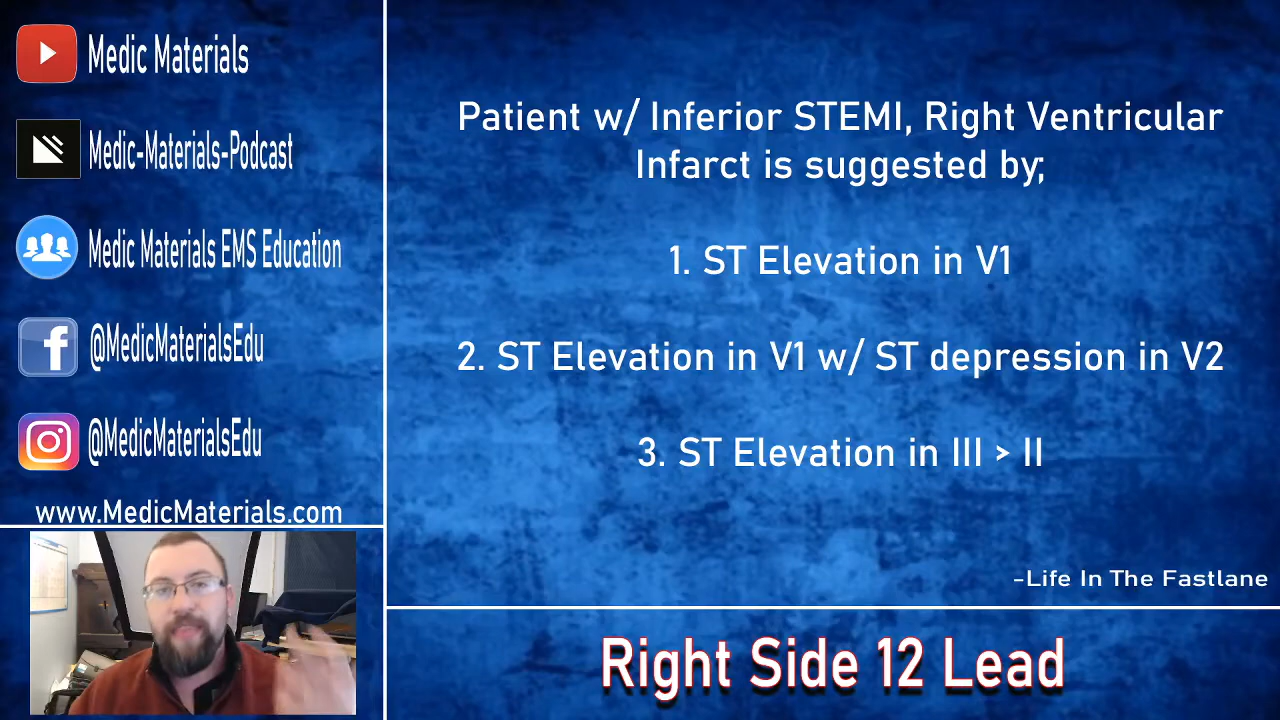 Medic Materials
Medic-Materials-Podcast
Medic Materials EMS Education
@MedicMaterialsEdu
@MedicMaterialsEdu
www.MedicMaterials.com
Patient w/ Inferior STEMI, Right Ventricular
Infarct is suggested by;
1. ST Elevation in V1
2. ST Elevation in V1 w/ ST depression in V2
3. ST Elevation in III > II
-Life In The Fastlane
Right Side 12 Lead